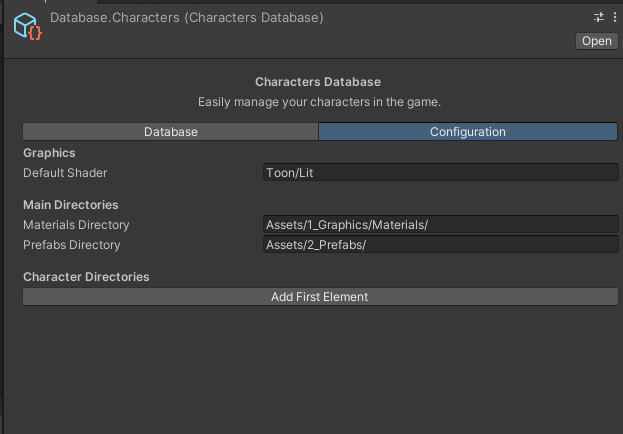 Database.Characters (Characters Database)
Open
Characters Database
Easily manage your characters in the game.
Database Configuration
Graphics
Default Shader Toon/Lit
Main Directories
Materials Directory Assets/1_Graphics/Materials/
Prefabs Directory Assets/2_Prefabs/
Character Directories
Add First Element